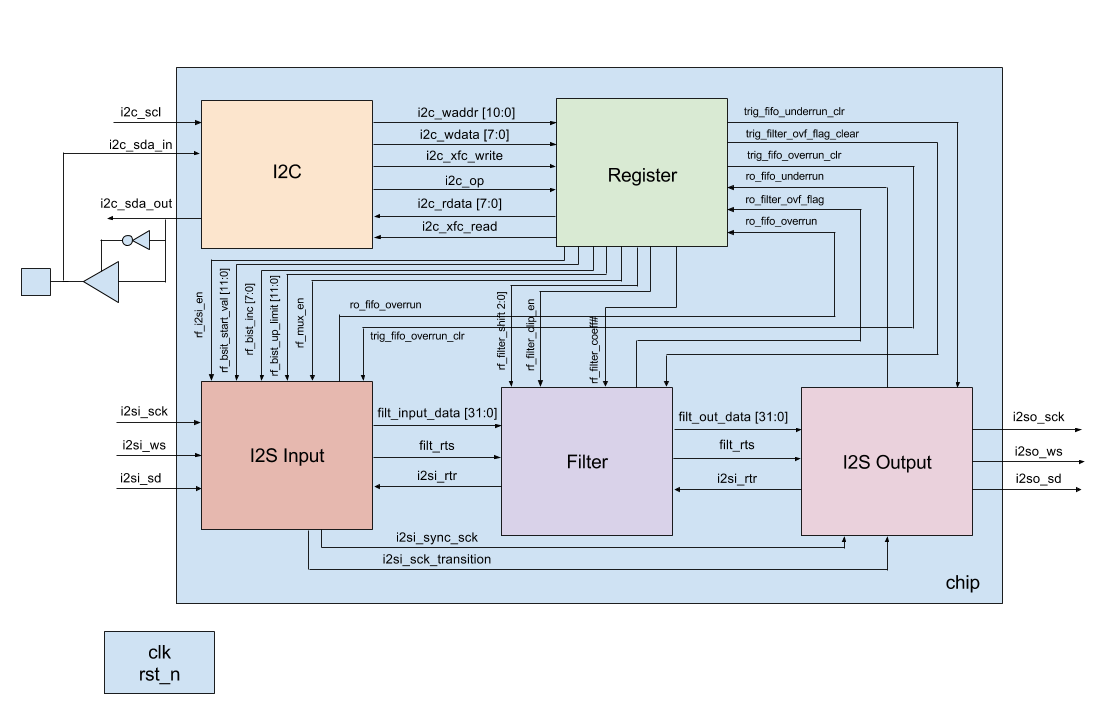 i2c_scl
i2c_sda_in
i2c_sda_out
I2C
i2c_waddr [10:0]
i2c_wdata [7:0]
i2c_xfc_write
i2c_op
i2c_rdata [7:0]
i2c_xfc_read
Register
trig_fifo_underrun_clr
trig_filter_ovf_flag_clear
trig_fifo_overrun_clr
ro_fifo_underrun
ro_filter_ovf_flag
ro_fifo_overrun
rf_i2si_en
rf_bsit_start_val [11:0]
rf_bist_inc [7:0]
rf_bist_up_limit [11:0]
rf_mux_en
ro_fifo_overrun
trig_fifo_overrun_clr
rf_filter_shift 2:0]
rf_filter_clip_en
rf_filter_coeff#
i2si_sck
i2si_ws
i2si_sd
I2S Input
filt_input_data [31:0]
filt_rts
i2si_rtr
Filter
filt_out_data [31:0]
filt_rts
i2si_rtr
I2S Output
i2so_sck
i2so_ws
i2so_sd
i2si_sync_sck
i2si_sck_transition
chip
clk
rst_n